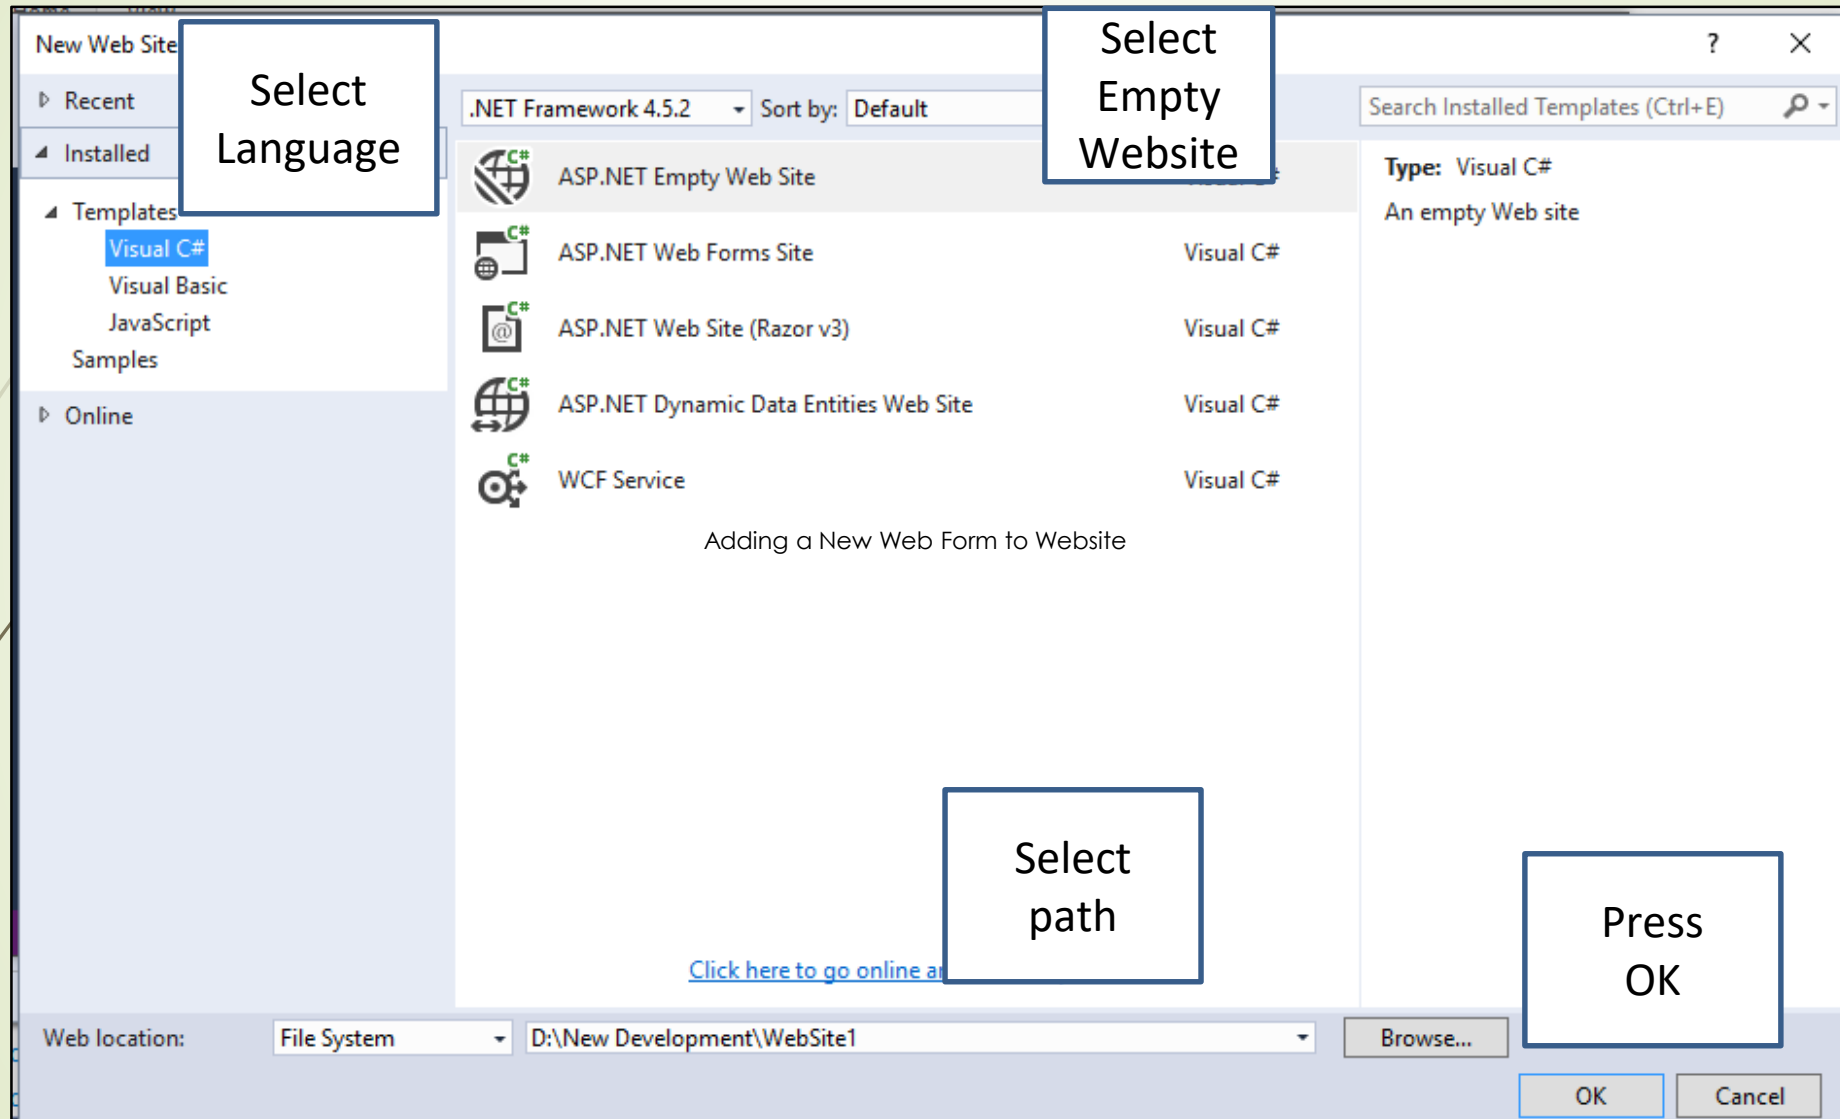 New Web Site
?
Select
Language
Select
Empty
Website
Recent
.NET Framework 4.5.2
Sort by:
Default
Search Installed Templates (Ctrl+E)
Installed
Templates
Visual C#
Visual Basic
JavaScript
Samples
Online
C#
ASP.NET Empty Web Site
C#
ASP.NET Web Forms Site
Visual C#
C#
@
ASP.NET Web Site (Razor v3)
Visual C#
C#
ASP.NET Dynamic Data Entities Web Site
Visual C#
C#
WCF Service
Visual C#
Adding a New Web Form to Website
Type: Visual C#
An empty Web site
Select
path
Click here to go online
Press
OK
Web location:
File System
D:\New Development\WebSite1
Browse...
OK
Cancel